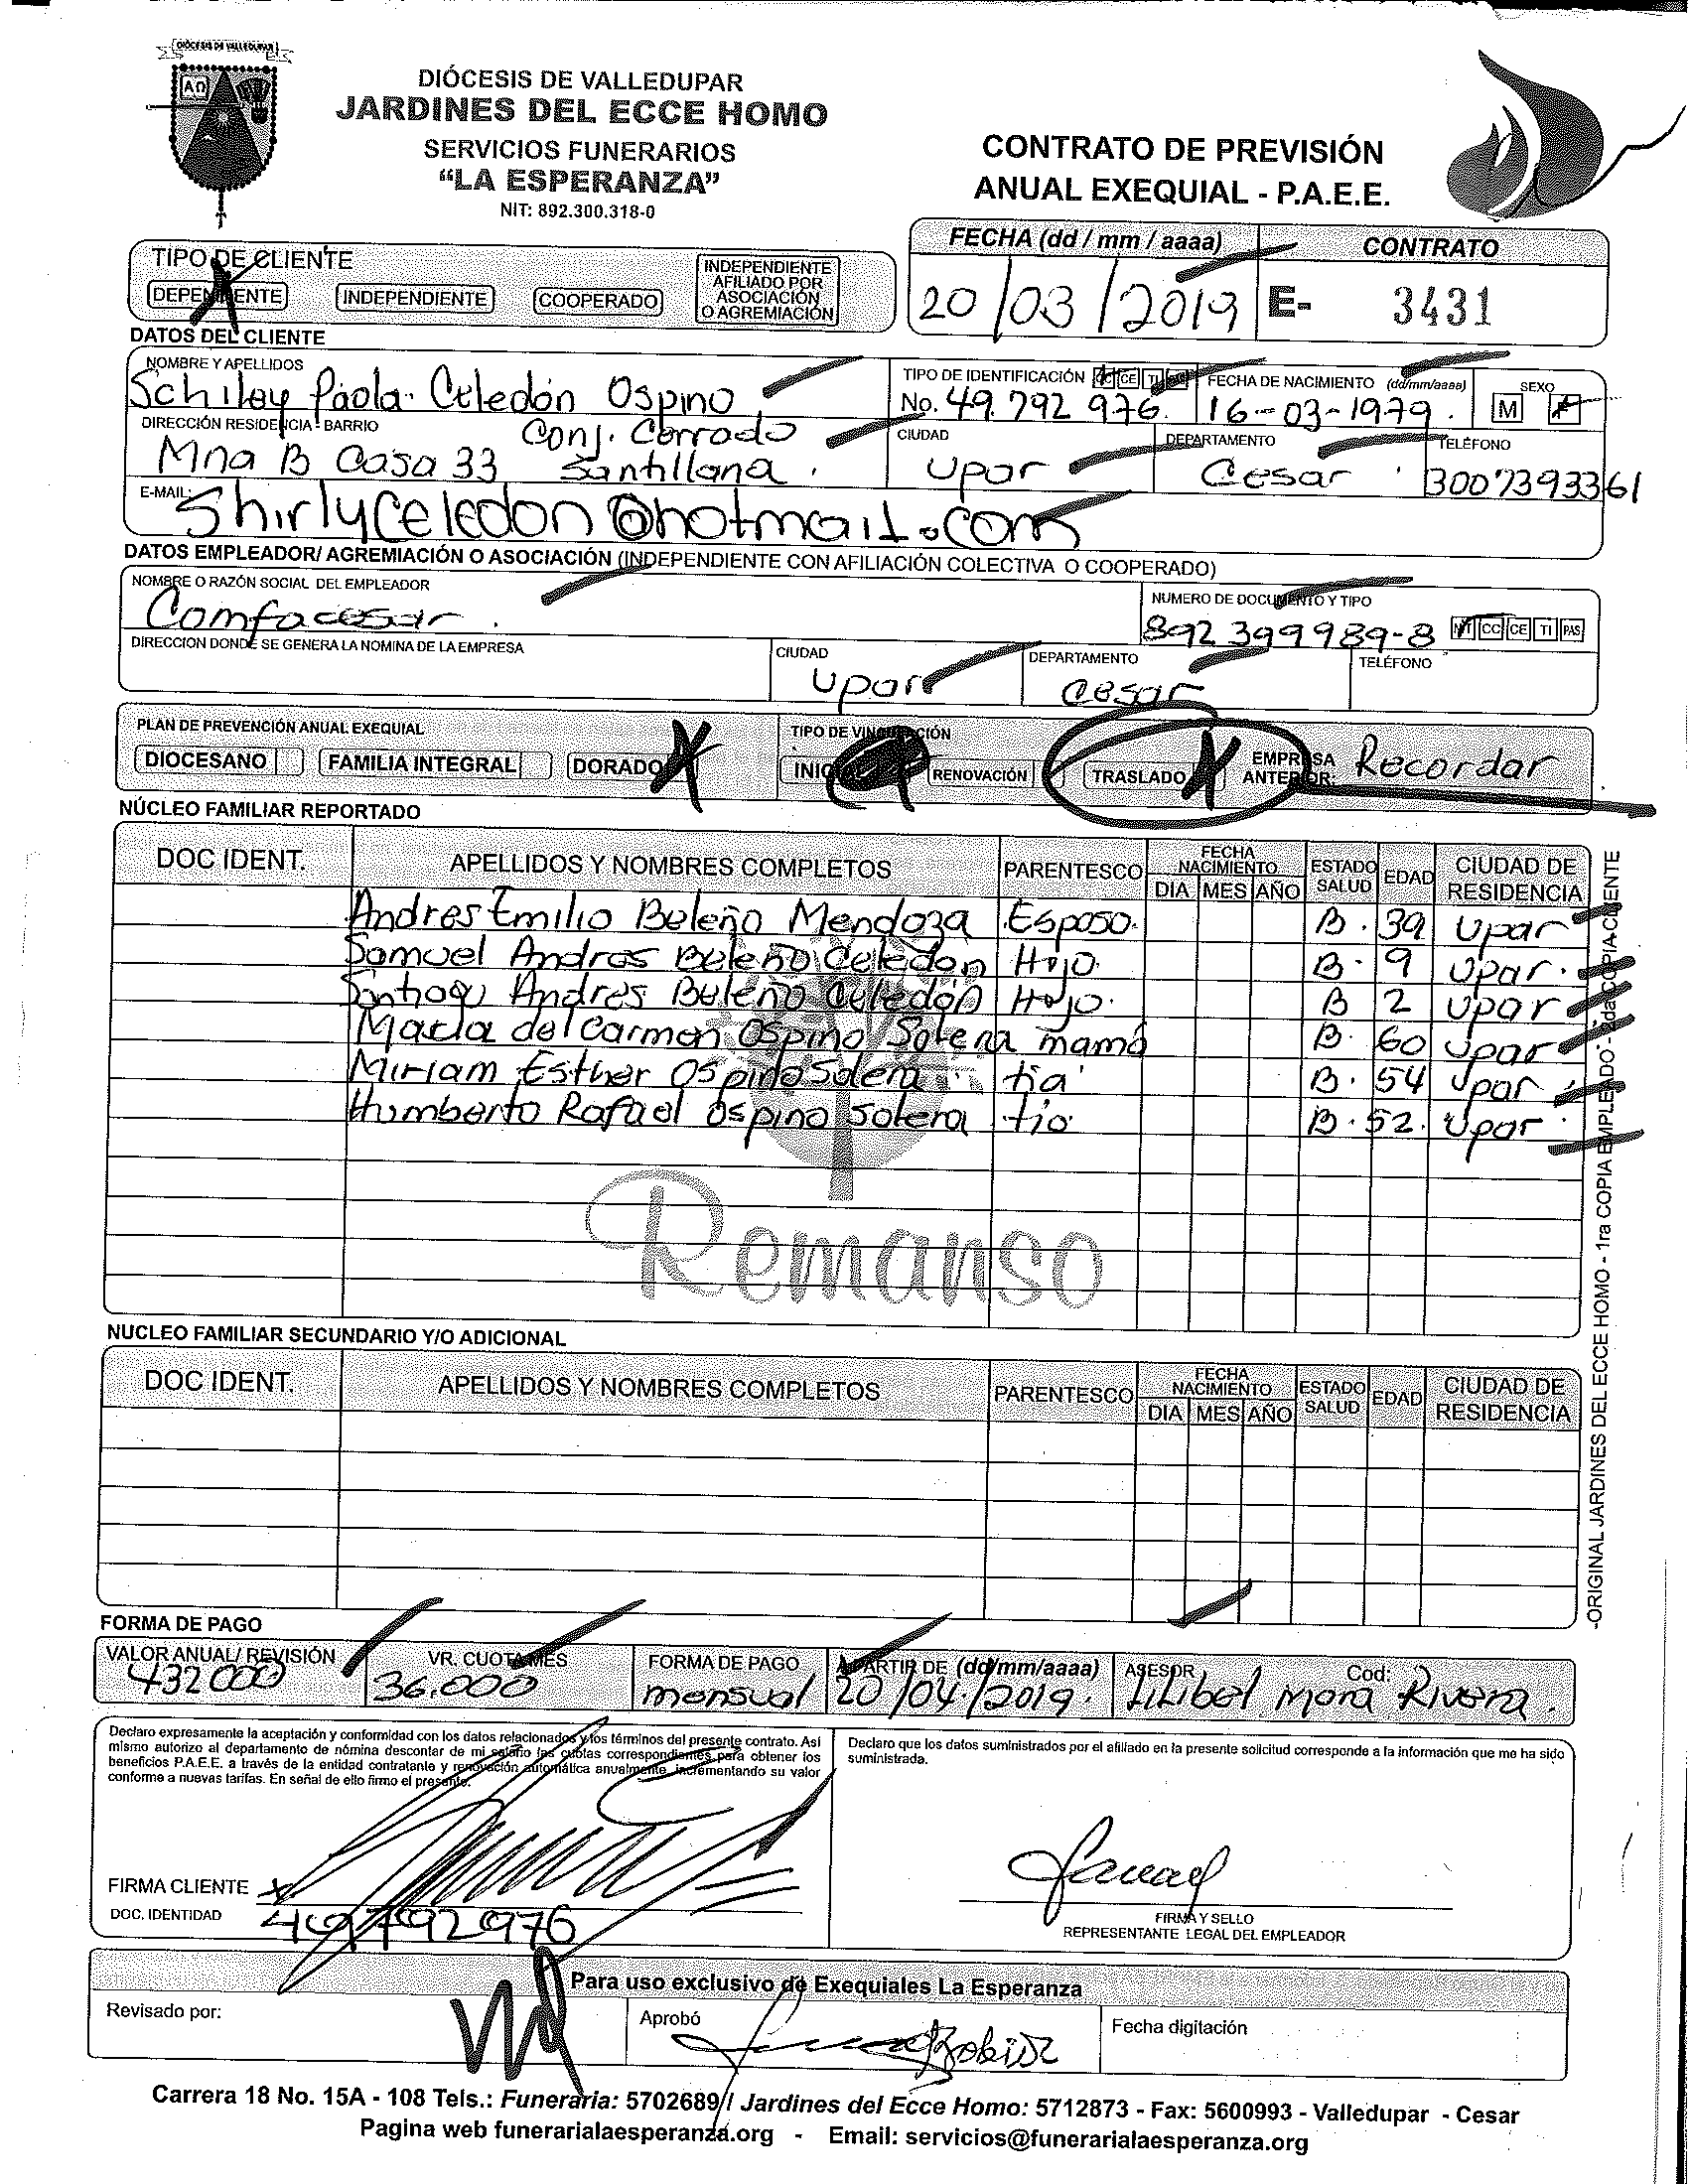 DIÓCESIS DE VALLEDUPAR
DIÓCESIS DE VALLEDUPAR
JARDINES DEL ECCE HOMO
SERVICIOS FUNERARIOS
“LA ESPERANZA”
NIT: 892.300.318-0
CONTRATO DE PREVISIÓN
ANUAL EXEQUIAL - P.A.E.E.
FECHA (dd / mm / aaaa) CONTRATO
20/03/2019 E- 3431
TIPO DE CLIENTE
DEPENDIENTE INDEPENDIENTE COOPERADO INDEPENDIENTE AFILIADO POR ASOCIACIÓN O AGREMIACIÓN
DATOS DEL CLIENTE
NOMBRE Y APELLIDOS TIPO DE IDENTIFICACIÓN CC CE TI FECHA DE NACIMIENTO (dd/mm/aaaa) SEXO
Schiley Paola Celedón Ospino No. 49.792 976. 16-03-1979. M F
DIRECCIÓN RESIDENCIA - BARRIO CIUDAD DEPARTAMENTO TELÉFONO
Conj. Cerrado
Mna B Casa 33 Santillana. Upar Cesar 3007393361
E-MAIL:
ShirlyCeledon@hotmail.com
DATOS EMPLEADOR/ AGREMIACIÓN O ASOCIACIÓN (INDEPENDIENTE CON AFILIACIÓN COLECTIVA O COOPERADO)
NOMBRE O RAZÓN SOCIAL DEL EMPLEADOR NUMERO DE DOCUMENTO Y TIPO
Comfacesar. 892 399989-8 NIT CC CE TI PAS
DIRECCION DONDE SE GENERA LA NOMINA DE LA EMPRESA CIUDAD DEPARTAMENTO TELÉFONO
Upar Cesar
PLAN DE PREVENCIÓN ANUAL EXEQUIAL TIPO DE VINCULACIÓN
DIOCESANO FAMILIA INTEGRAL DORADO X INICIAL RENOVACIÓN TRASLADO X EMPRESA ANTERIOR: Recordar
NÚCLEO FAMILIAR REPORTADO
DOC IDENT. APELLIDOS Y NOMBRES COMPLETOS PARENTESCO FECHA NACIMIENTO DIA MES AÑO ESTADO SALUD EDAD CIUDAD DE RESIDENCIA
Andres Emilio Beleño Mendoza Esposo. B. 39 Upar
Samuel Andres Beleño Celedon Hijo. B. 9 Upar.
Santiago Andres Beleño Celedón Hijo. B 2 Upar
Maria del Carmen Ospino Solera mamá B. 60 Upar
Miriam Esther Ospino Solera tia B. 54 Upar
Humberto Rafael Ospino Solera tio B. 52. Upar
Remanso
NUCLEO FAMILIAR SECUNDARIO Y/O ADICIONAL
DOC IDENT. APELLIDOS Y NOMBRES COMPLETOS PARENTESCO FECHA NACIMIENTO DIA MES AÑO ESTADO SALUD EDAD CIUDAD DE RESIDENCIA
-ORIGINAL JARDINES DEL ECCE HOMO - 1ra COPIA EMPLEADO - 2da COPIA CLIENTE
FORMA DE PAGO
VALOR ANUAL/ REVISIÓN VR. CUOTA MES FORMA DE PAGO A PARTIR DE (dd/mm/aaaa) ASESOR Cod:
432000 36.000 mensual 20/04/2019. Lilibel Mora Rivera.
Declaro expresamente la aceptación y conformidad con los datos relacionados y los términos del presente contrato. Así
mismo autorizo al departamento de nómina descontar de mi salario las cuotas correspondientes, para obtener los
beneficios P.A.E.E. a través de la entidad contratante y renovación automática anualmente, incrementando su valor
conforme a nuevas tarifas. En señal de ello firmo el presente.
Declaro que los datos suministrados por el afiliado en la presente solicitud corresponde a la información que me ha sido
suministrada.
FIRMA CLIENTE
DOC. IDENTIDAD 49792976
FIRMA Y SELLO
REPRESENTANTE LEGAL DEL EMPLEADOR
Para uso exclusivo de Exequiales La Esperanza
Revisado por: Aprobó Fecha digitación
Carrera 18 No. 15A - 108 Tels.: Funeraria: 5702689 / Jardines del Ecce Homo: 5712873 - Fax: 5600993 - Valledupar - Cesar
Pagina web funerarialaesperanza.org - Email: servicios@funerarialaesperanza.org